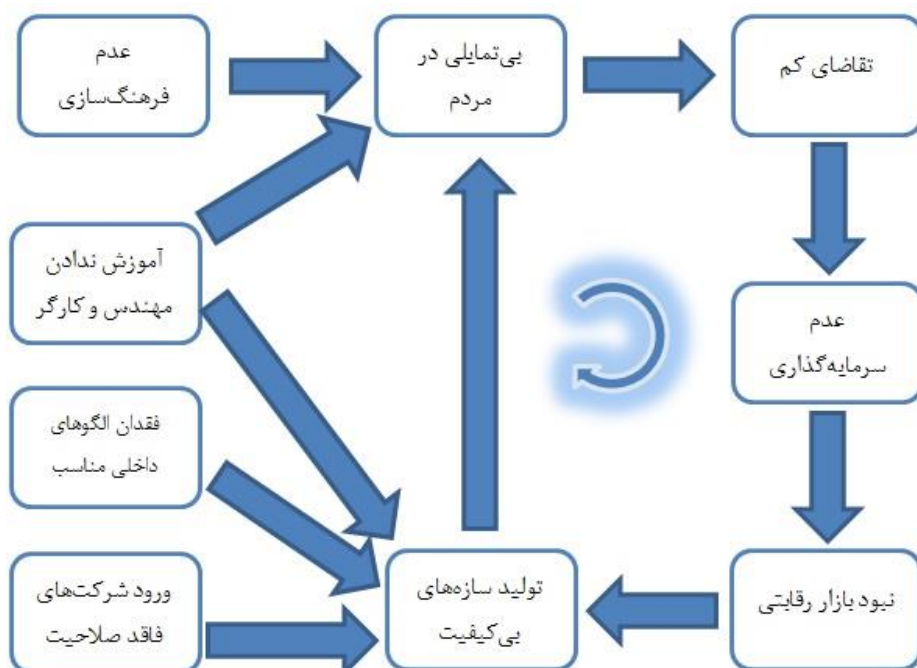 عدم
فرهنگ‌سازی
بی‌تمایلی در
مردم
تقاضای کم
آموزش ندادن
مهندس و کارگر
عدم
سرمایه‌گذاری
فقدان الگوهای
داخلی مناسب
ورود شرکت‌های
فاقد صلاحیت
تولید سازه‌های
بی‌کیفیت
نبود بازار رقابتی